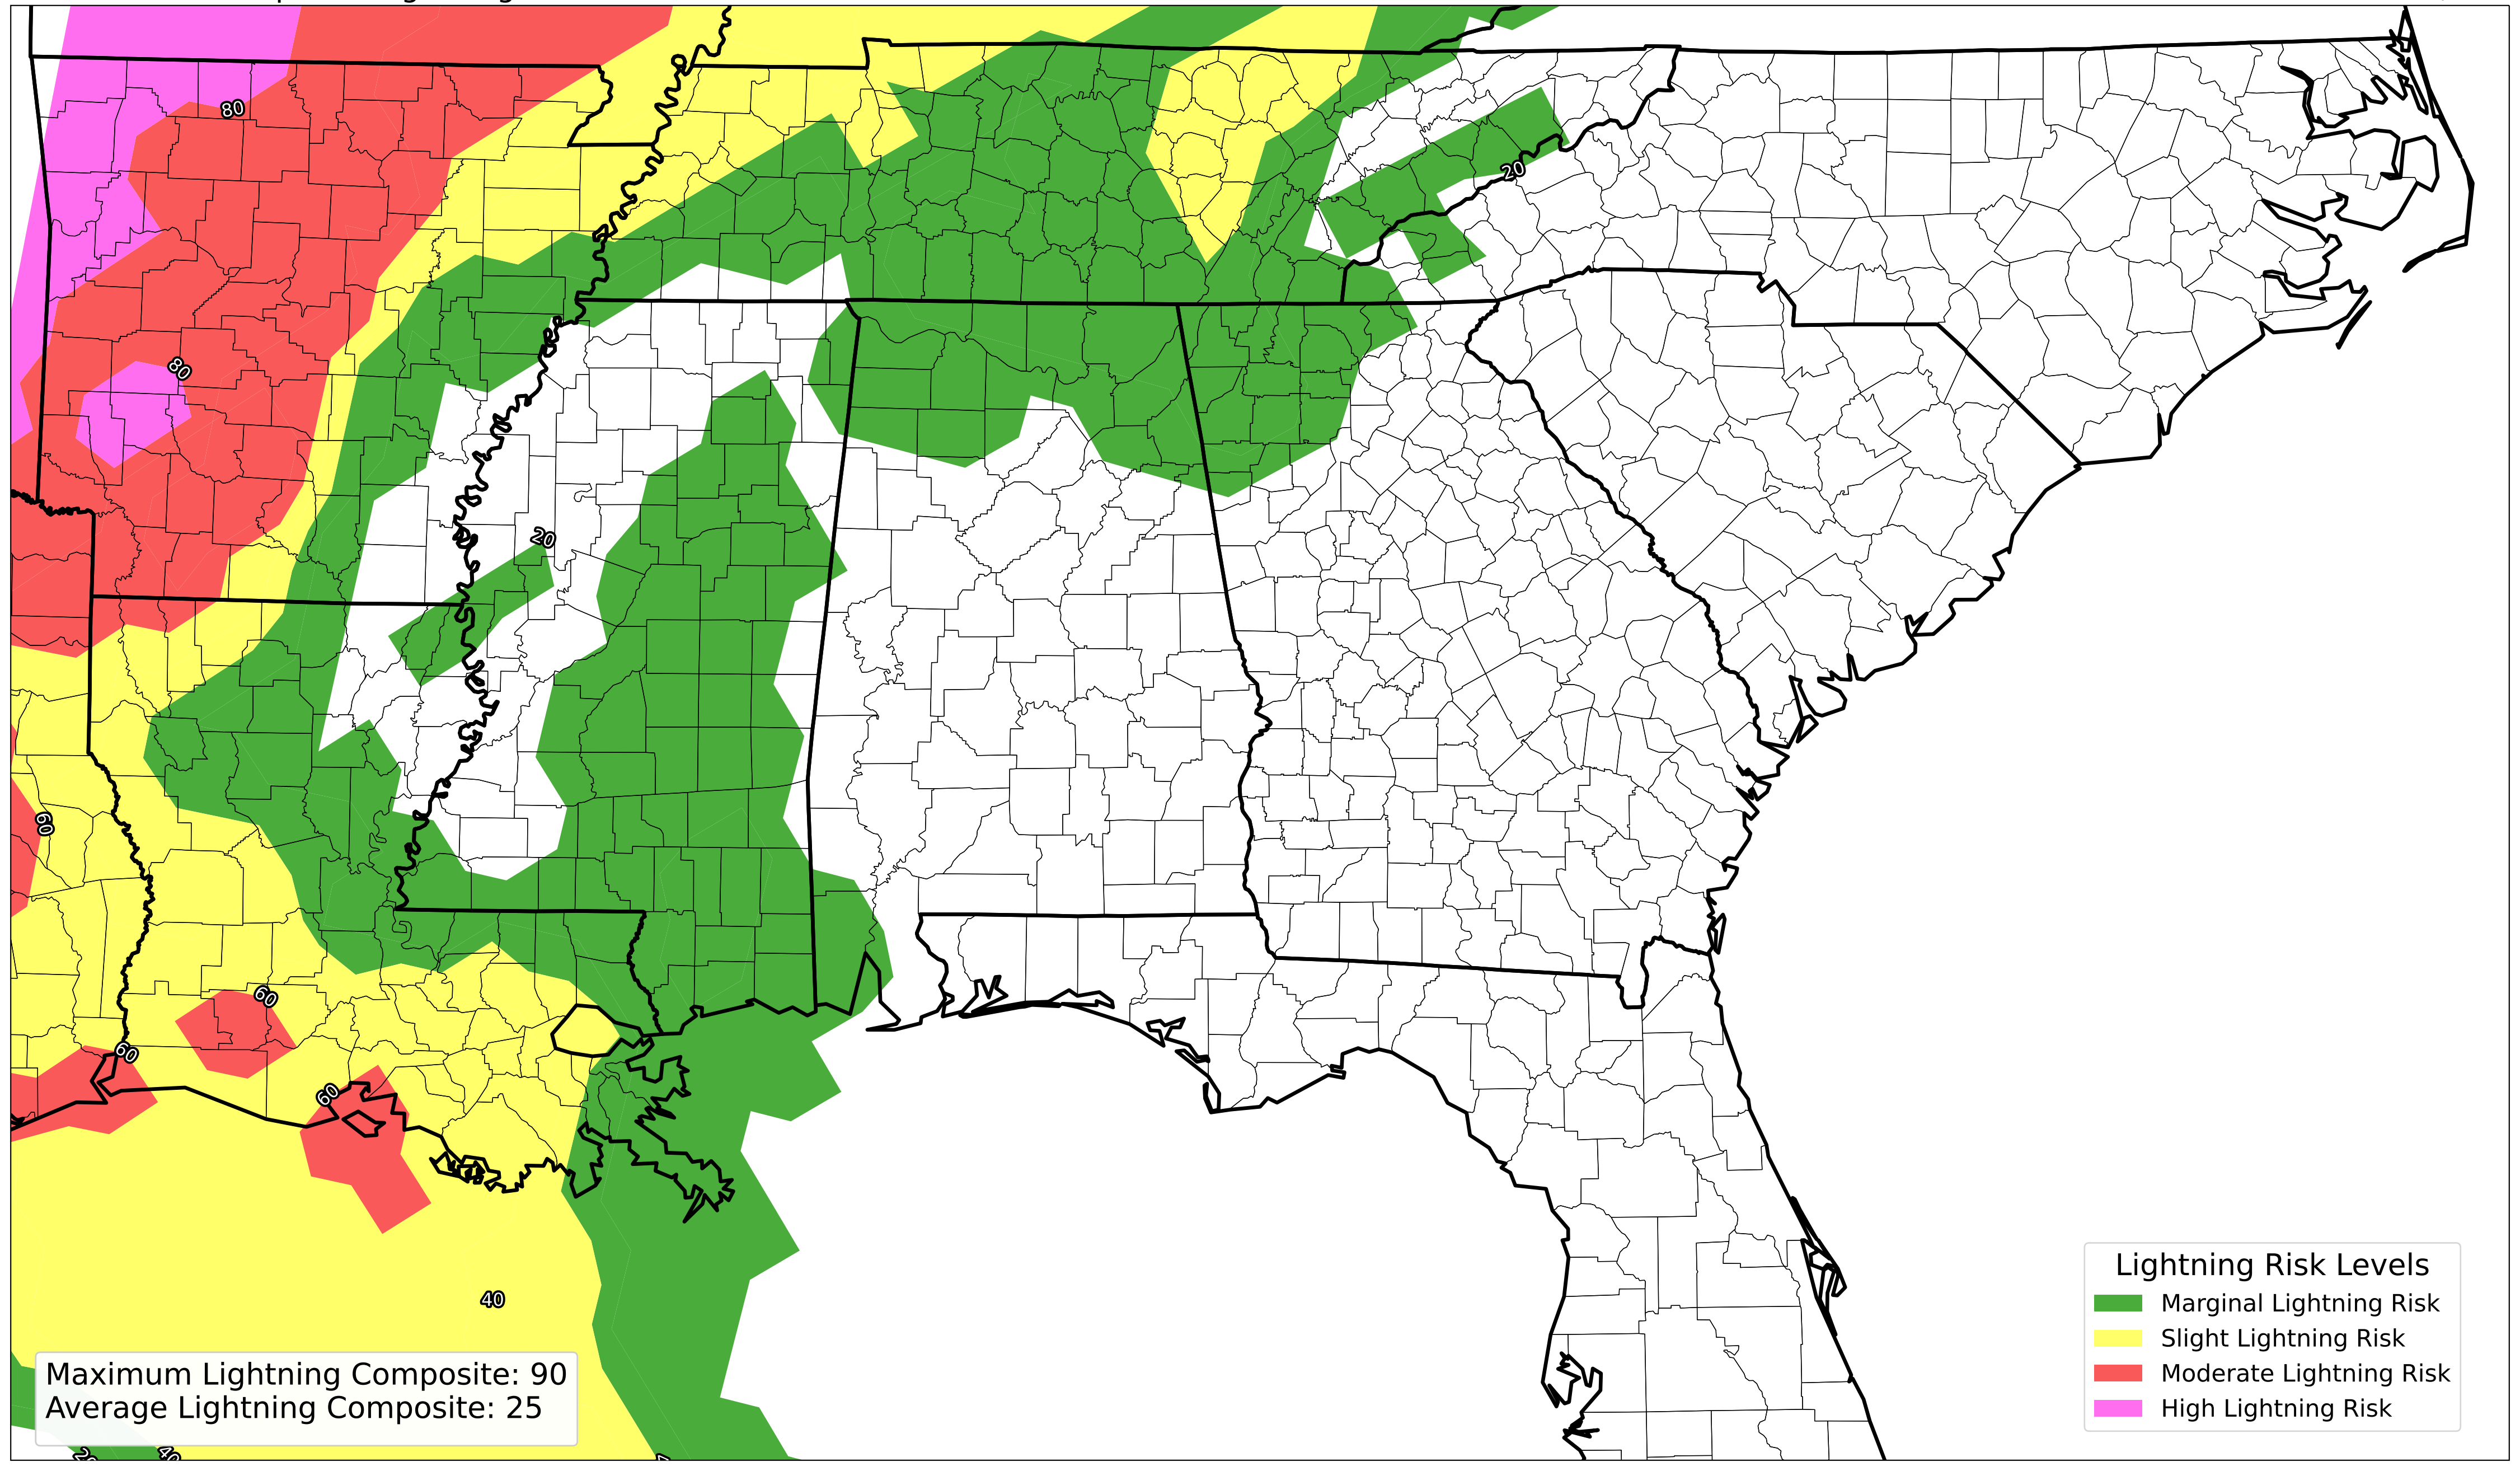 80
20
80
20
60
60
60
60
40
Maximum Lightning Composite: 90
Average Lightning Composite: 25
Lightning Risk Levels
Marginal Lightning Risk
Slight Lightning Risk
Moderate Lightning Risk
High Lightning Risk
40